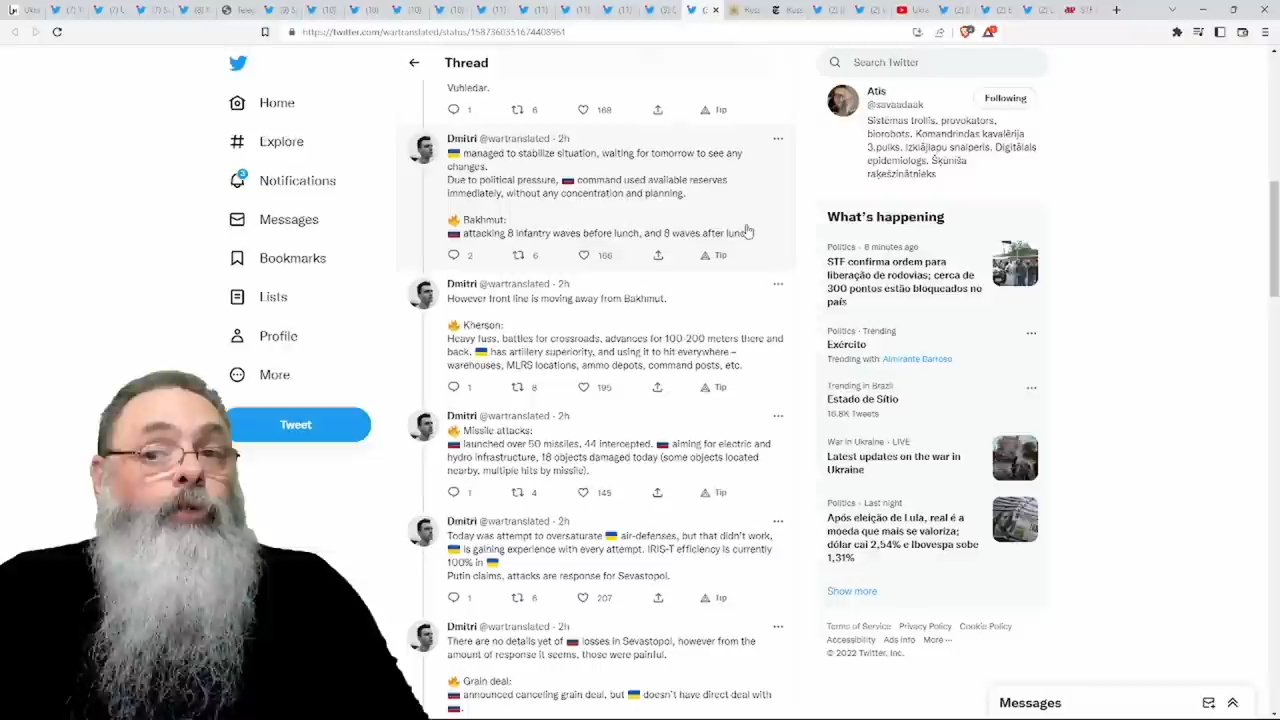 https://twitter.com/wartranslated/status/1587360351674408961
Home
Explore
3
Notifications
Messages
Bookmarks
Lists
Profile
More
Tweet
Thread
Vuhledar.
1 6 168 Tip
Dmitri @wartranslated · 2h
🇺🇦 managed to stabilize situation, waiting for tomorrow to see any
changes.
Due to political pressure, 🇷🇺 command used available reserves
immediately, without any concentration and planning.
🔥 Bakhmut:
🇷🇺 attacking 8 infantry waves before lunch, and 8 waves after lunch
2 6 166 Tip
Dmitri @wartranslated · 2h
However front line is moving away from Bakhmut.
🔥 Kherson:
Heavy fuss, battles for crossroads, advances for 100-200 meters there and
back. 🇺🇦 has artillery superiority, and using it to hit everywhere –
warehouses, MLRS locations, ammo depots, command posts, etc.
1 8 195 Tip
Dmitri @wartranslated · 2h
🔥 Missile attacks:
🇷🇺 launched over 50 missiles, 44 intercepted. 🇷🇺 aiming for electric and
hydro infrastructure, 18 objects damaged today (some objects located
nearby, multiple hits by missile).
1 4 145 Tip
Dmitri @wartranslated · 2h
Today was attempt to oversaturate 🇺🇦 air-defenses, but that didn't work,
🇺🇦 is gaining experience with every attempt. IRIS-T efficiency is currently
100% in 🇺🇦
Putin claims, attacks are response for Sevastopol.
1 6 207 Tip
Dmitri @wartranslated · 2h
There are no details yet of 🇷🇺 losses in Sevastopol, however from the
amount of response it seems, those were painful.
🔥 Grain deal:
🇷🇺 announced canceling grain deal, but 🇺🇦 doesn't have direct deal with
🇷🇺.
Search Twitter
Atis
@savaadaak
Following
Sistēmas trollis, provokators,
biorobots. Komandrindas kavalērija
3.pulks. Izklājlapu snaiperis. Digitālais
epidemiologs. Šķūniša
raķešzinātnieks
What's happening
Politics · 8 minutes ago
STF confirma ordem para
liberação de rodovias; cerca de
300 pontos estão bloqueados no
país
Politics · Trending
Exército
Trending with Almirante Barroso
Trending in Brazil
Estado de Sítio
16.8K Tweets
War in Ukraine · LIVE
Latest updates on the war in
Ukraine
Politics · Last night
Após eleição de Lula, real é a
moeda que mais se valoriza;
dólar cai 2,54% e Ibovespa sobe
1,31%
Show more
Terms of Service Privacy Policy Cookie Policy
Accessibility Ads info More ···
© 2022 Twitter, Inc.
Messages